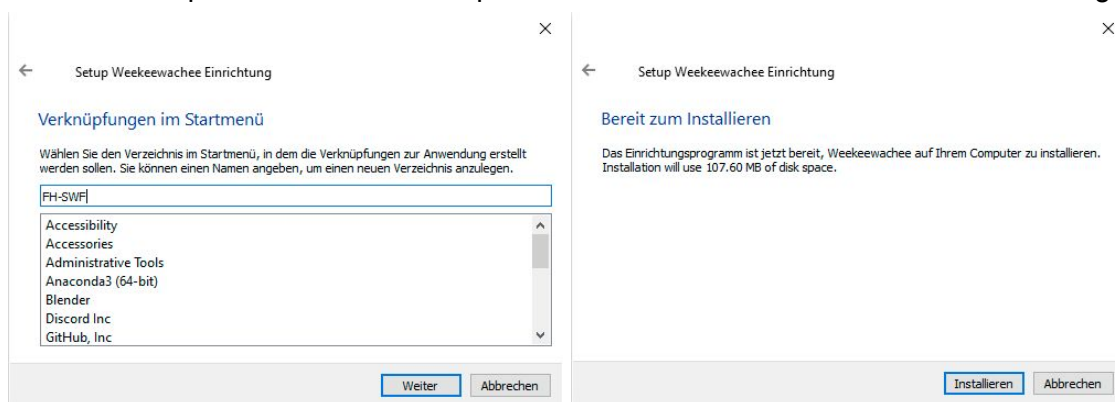 Setup Weekeewachee Einrichtung
Verknüpfungen im Startmenü
Wählen Sie den Verzeichnis im Startmenü, in dem die Verknüpfungen zur Anwendung erstellt
werden sollen. Sie können einen Namen angeben, um einen neuen Verzeichnis anzulegen.
FH-SWF
Accessibility
Accessories
Administrative Tools
Anaconda3 (64-bit)
Blender
Discord Inc
GitHub, Inc
Weiter
Abbrechen
Setup Weekeewachee Einrichtung
Bereit zum Installieren
Das Einrichtungsprogramm ist jetzt bereit, Weekeewachee auf Ihrem Computer zu installieren.
Installation will use 107.60 MB of disk space.
Installieren
Abbrechen